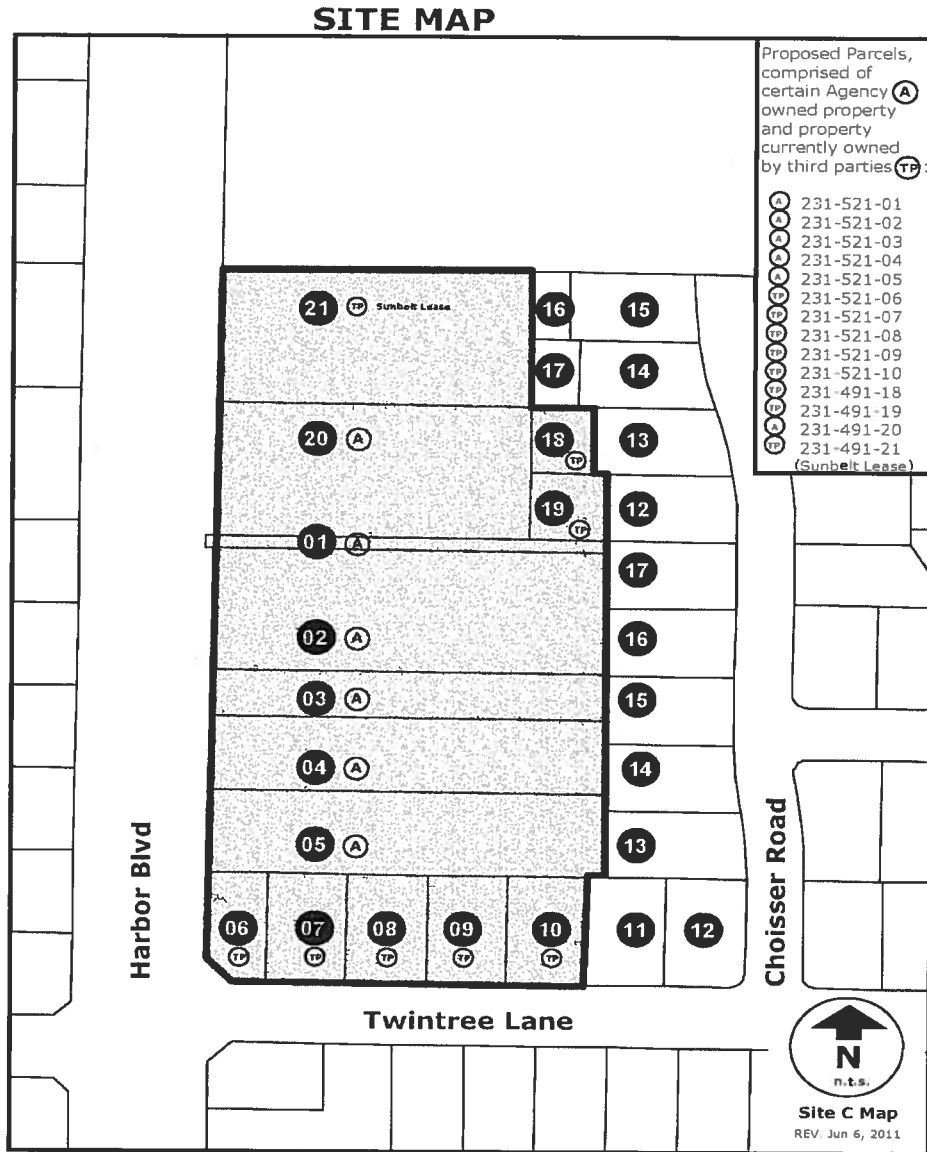 SITE MAP
Proposed Parcels,
comprised of
certain Agency A
owned property
and property
currently owned
by third parties TP:
A 231-521-01
A 231-521-02
A 231-521-03
A 231-521-04
A 231-521-05
TP 231-521-06
TP 231-521-07
TP 231-521-08
TP 231-521-09
TP 231-521-10
TP 231-491-18
TP 231-491-19
A 231-491-20
TP 231-491-21
(Sunbelt Lease)
21 TP Sunbelt Lease
16
15
17
14
20 A
18 TP
13
19 TP
12
01 A
17
02 A
16
03 A
15
04 A
14
05 A
13
06 TP
07 TP
08 TP
09 TP
10 TP
11
12
Harbor Blvd
Choisser Road
Twintree Lane
N
n.t.s.
Site C Map
REV. Jun 6, 2011